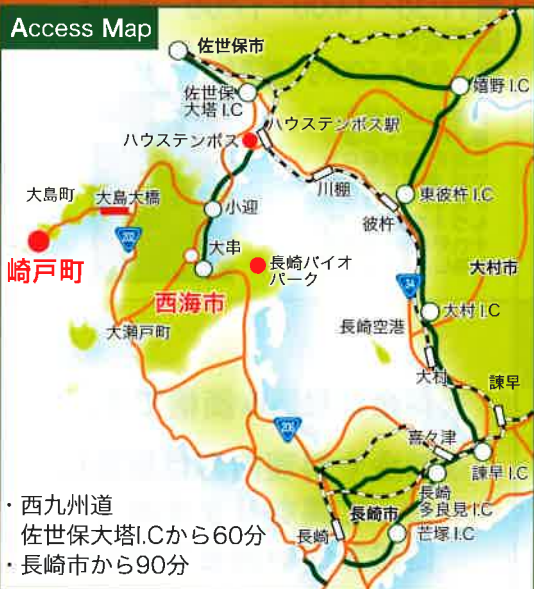 Access Map
佐世保市
佐世保
大塔I.C
嬉野I.C
ハウステンボス駅
ハウステンボス
川棚
大島町
大島大橋
小迎
彼杵
東彼杵I.C
202
崎戸町
大串
長崎バイオ
パーク
大村市
34
西海市
大村I.C
長崎空港
大瀬戸町
大村
諫早
206
喜々津
諫早I.C
長崎
多良見I.C
長崎市
長崎
芒塚I.C
・西九州道
佐世保大塔I.Cから60分
・長崎市から90分